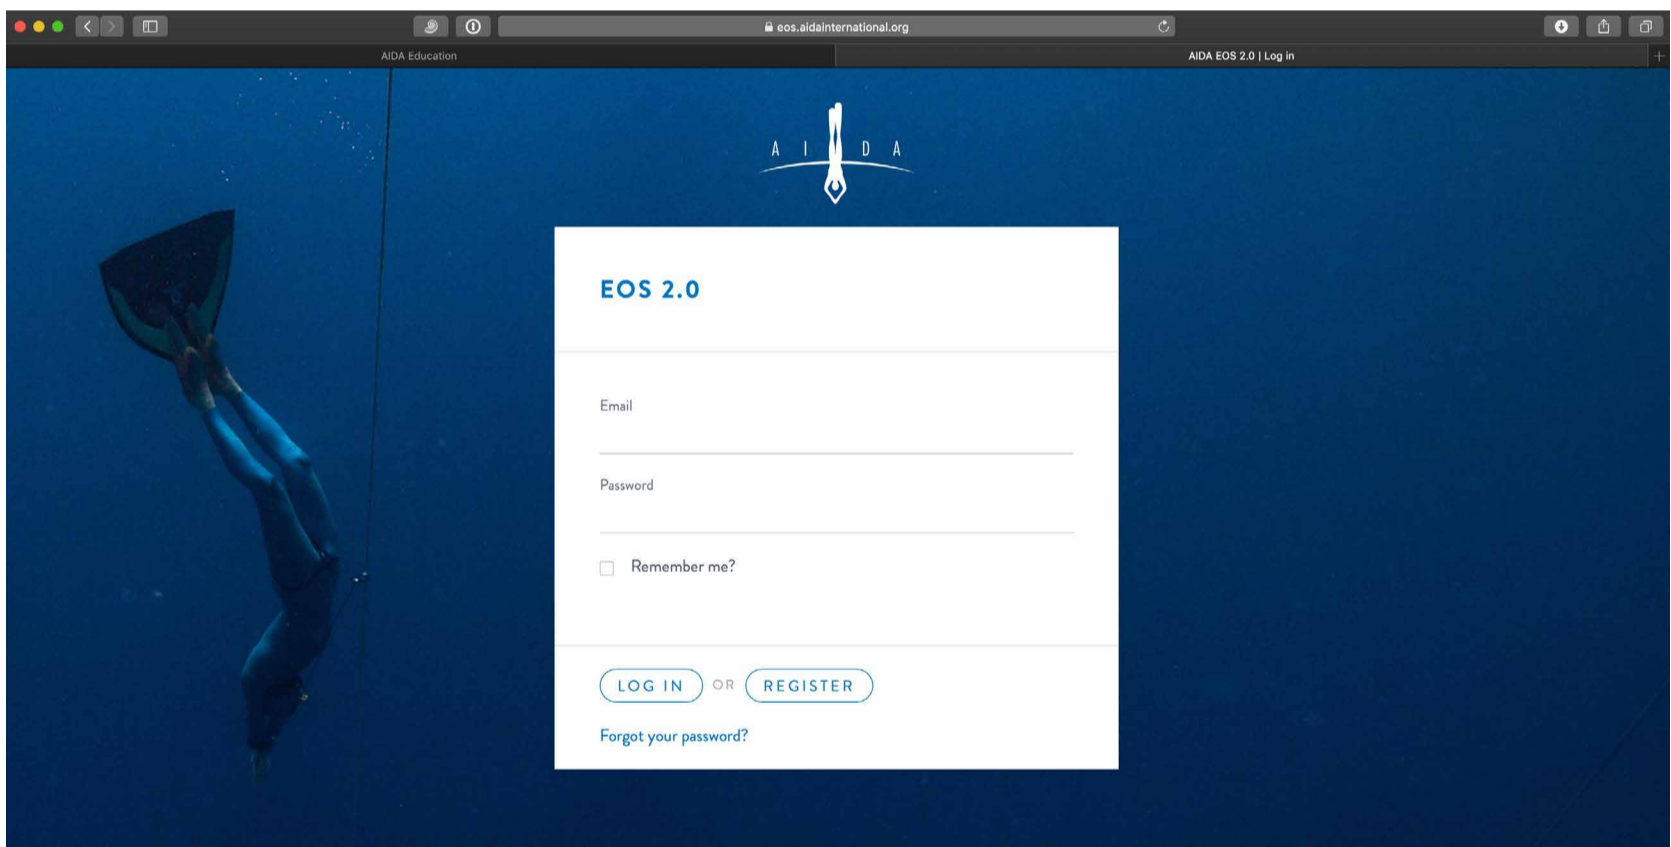 eos.aidainternational.org
AIDA Education
AIDA EOS 2.0 | Log in
AIDA
EOS 2.0
Email
Password
Remember me?
LOG IN OR REGISTER
Forgot your password?